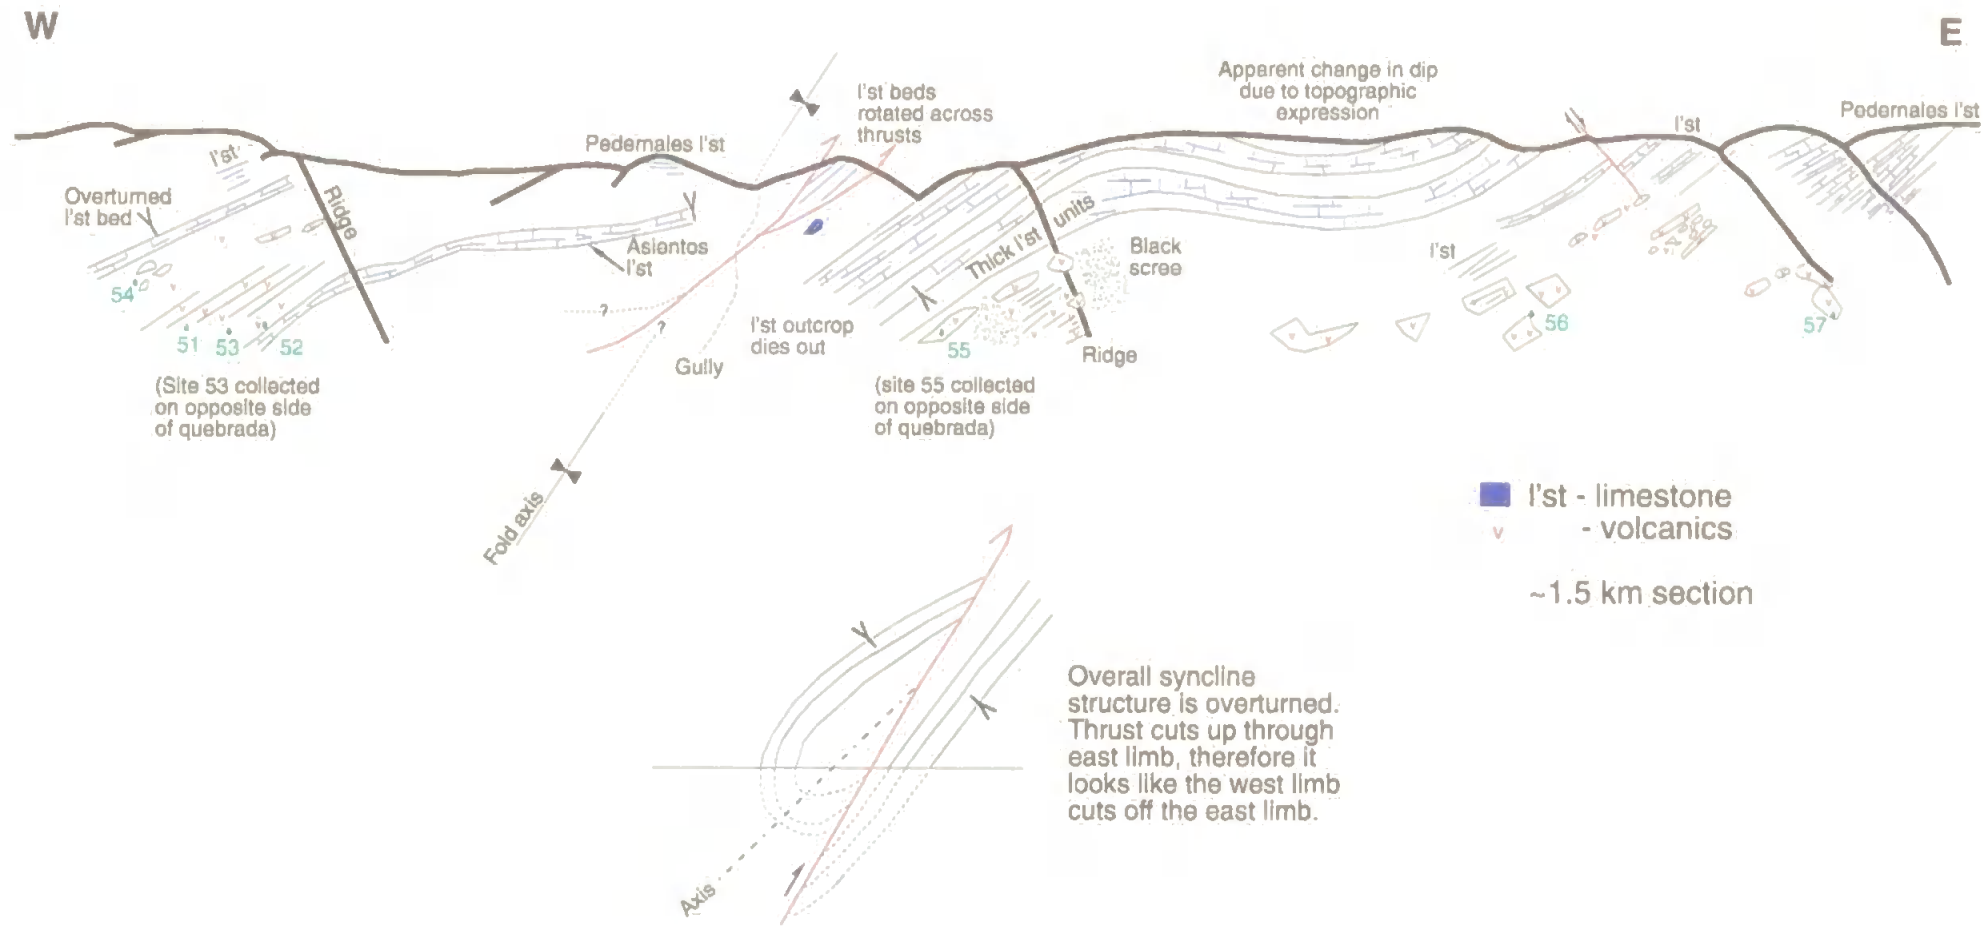 W
E
Apparent change in dip
due to topographic
expression
Pedernales l'st
l'st beds
rotated across
thrusts
l'st
Pedernales l'st
l'st
Overturned
l'st bed
Ridge
Asientos
l'st
Thick l'st units
Black
scree
l'st
54
51
53
52
?
?
l'st outcrop
dies out
Gully
55
Ridge
56
57
(Site 53 collected
on opposite side
of quebrada)
(site 55 collected
on opposite side
of quebrada)
Fold axis
l'st - limestone
v - volcanics
~1.5 km section
Overall syncline
structure is overturned.
Thrust cuts up through
east limb, therefore it
looks like the west limb
cuts off the east limb.
Axis